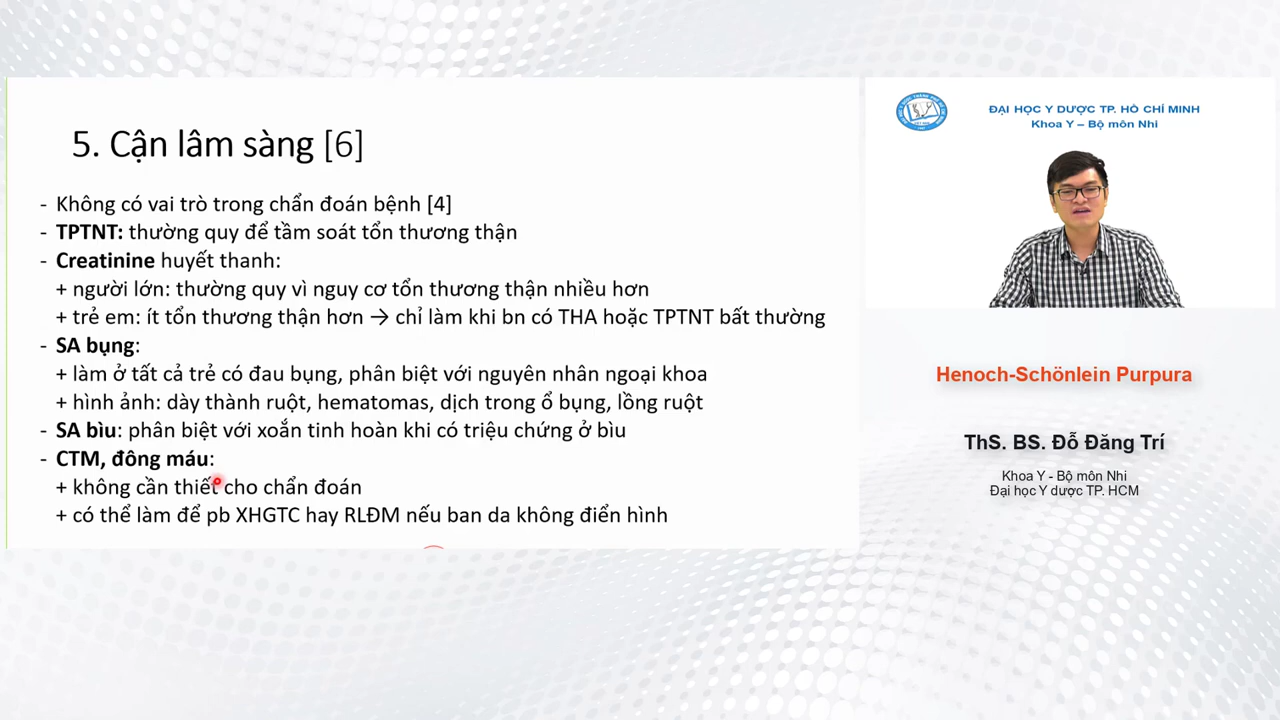 5. Cận lâm sàng [6]
- Không có vai trò trong chẩn đoán bệnh [4]
- TPTNT: thường quy để tầm soát tổn thương thận
- Creatinine huyết thanh:
+ người lớn: thường quy vì nguy cơ tổn thương thận nhiều hơn
+ trẻ em: ít tổn thương thận hơn → chỉ làm khi bn có THA hoặc TPTNT bất thường
- SA bụng:
+ làm ở tất cả trẻ có đau bụng, phân biệt với nguyên nhân ngoại khoa
+ hình ảnh: dày thành ruột, hematomas, dịch trong ổ bụng, lồng ruột
- SA bìu: phân biệt với xoắn tinh hoàn khi có triệu chứng ở bìu
- CTM, đông máu:
+ không cần thiết cho chẩn đoán
+ có thể làm để pb XHGTC hay RLĐM nếu ban da không điển hình
ĐẠI HỌC Y DƯỢC TP. HỒ CHÍ MINH
Khoa Y – Bộ môn Nhi
Henoch-Schönlein Purpura
ThS. BS. Đỗ Đăng Trí
Khoa Y - Bộ môn Nhi
Đại học Y dược TP. HCM